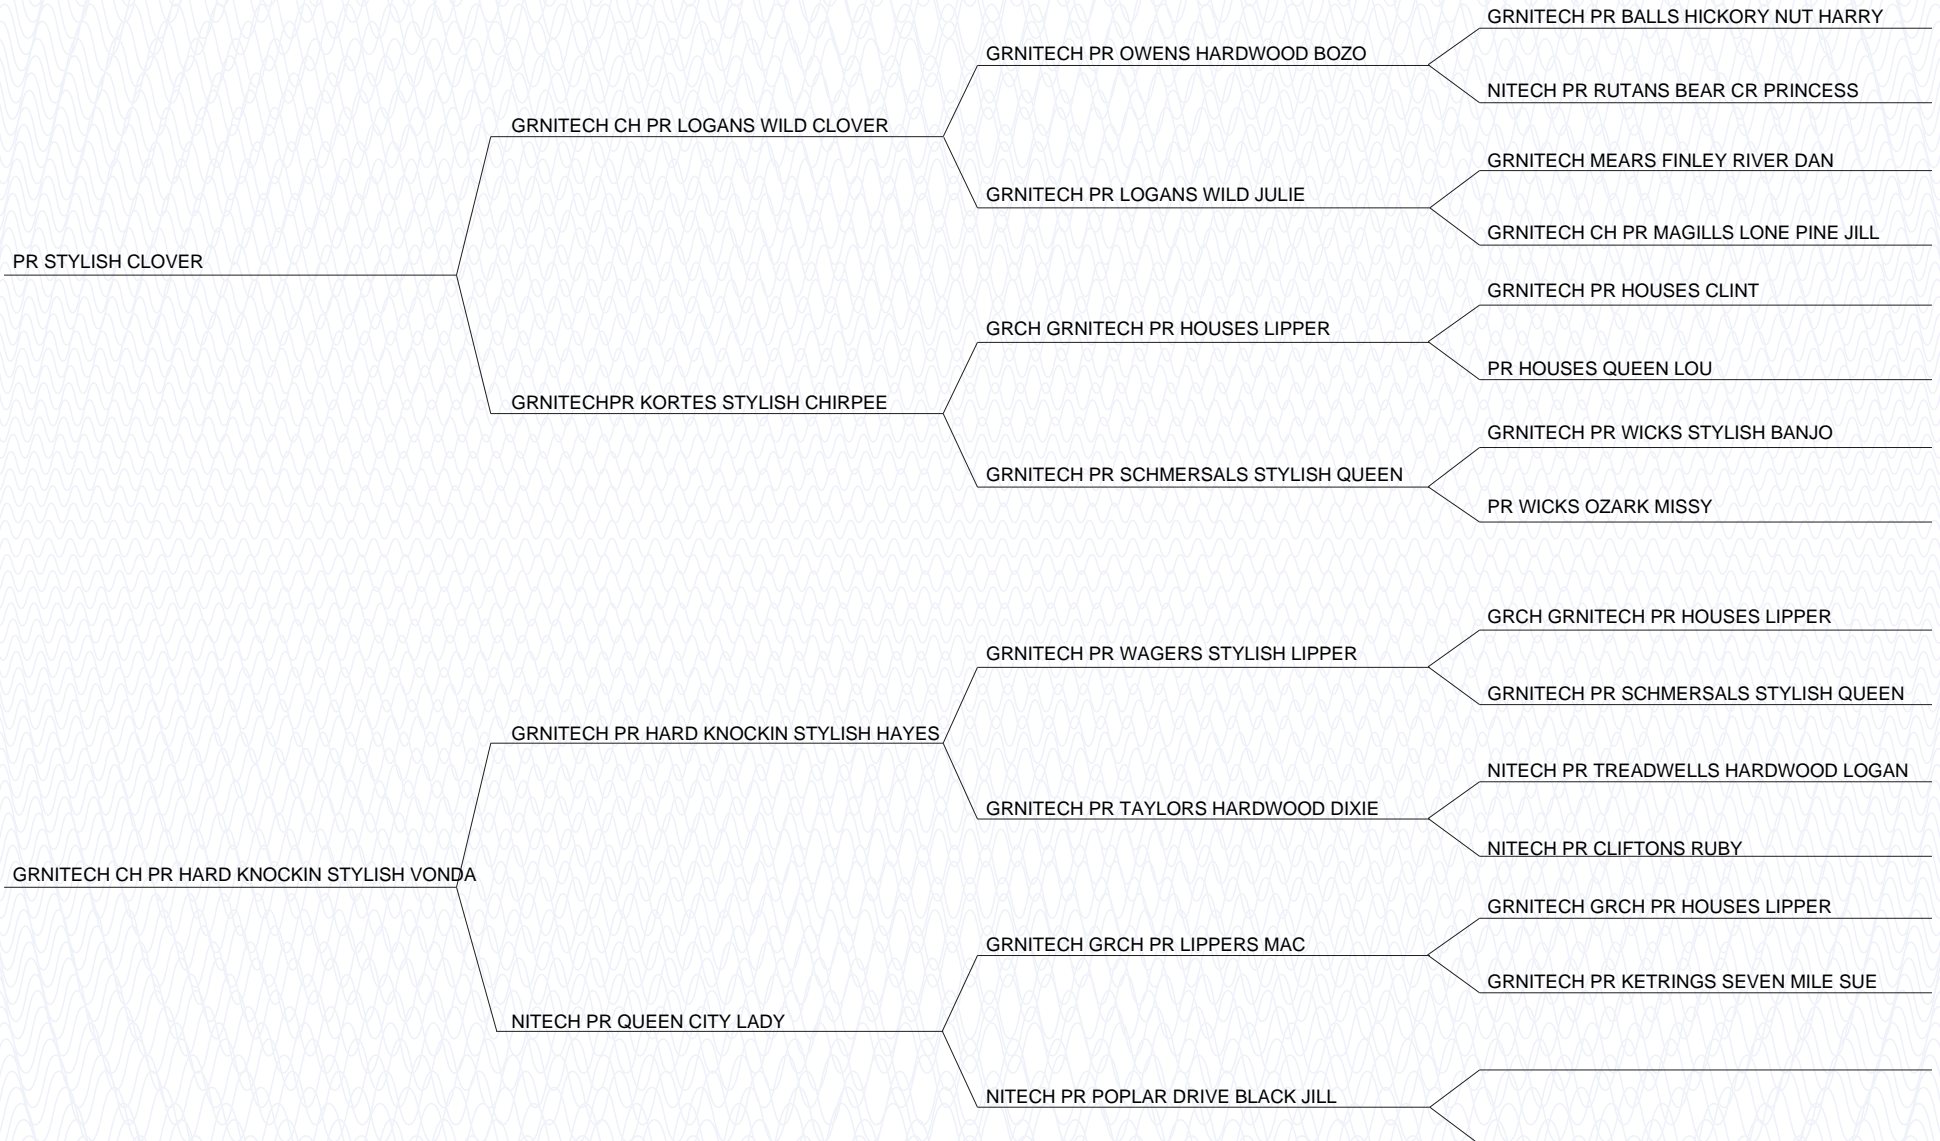 GRNITECH PR BALLS HICKORY NUT HARRY
GRNITECH PR OWENS HARDWOOD BOZO
NITECH PR RUTANS BEAR CR PRINCESS
GRNITECH CH PR LOGANS WILD CLOVER
GRNITECH MEARS FINLEY RIVER DAN
GRNITECH PR LOGANS WILD JULIE
GRNITECH CH PR MAGILLS LONE PINE JILL
PR STYLISH CLOVER
GRNITECH PR HOUSES CLINT
GRCH GRNITECH PR HOUSES LIPPER
PR HOUSES QUEEN LOU
GRNITECHPR KORTES STYLISH CHIRPEE
GRNITECH PR WICKS STYLISH BANJO
GRNITECH PR SCHMERSALS STYLISH QUEEN
PR WICKS OZARK MISSY
GRCH GRNITECH PR HOUSES LIPPER
GRNITECH PR WAGERS STYLISH LIPPER
GRNITECH PR SCHMERSALS STYLISH QUEEN
GRNITECH PR HARD KNOCKIN STYLISH HAYES
NITECH PR TREADWELLS HARDWOOD LOGAN
GRNITECH PR TAYLORS HARDWOOD DIXIE
NITECH PR CLIFTONS RUBY
GRNITECH CH PR HARD KNOCKIN STYLISH VONDA
GRNITECH GRCH PR HOUSES LIPPER
GRNITECH GRCH PR LIPPERS MAC
GRNITECH PR KETRINGS SEVEN MILE SUE
NITECH PR QUEEN CITY LADY
NITECH PR POPLAR DRIVE BLACK JILL